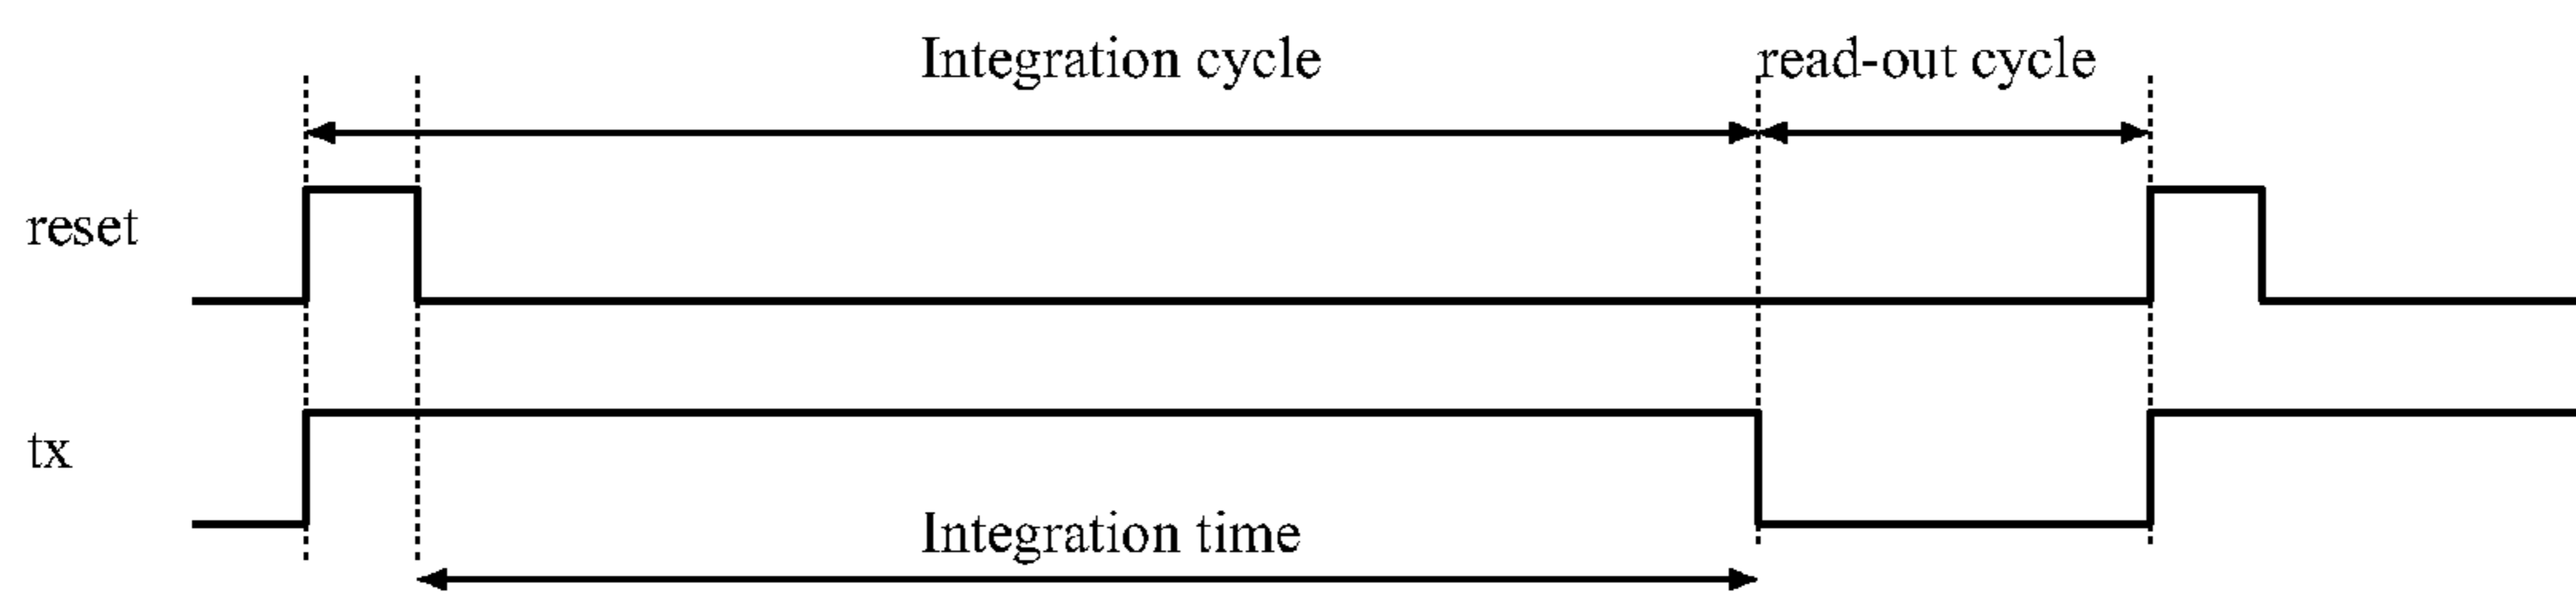 Integration cycle
read-out cycle
reset
tx
Integration time